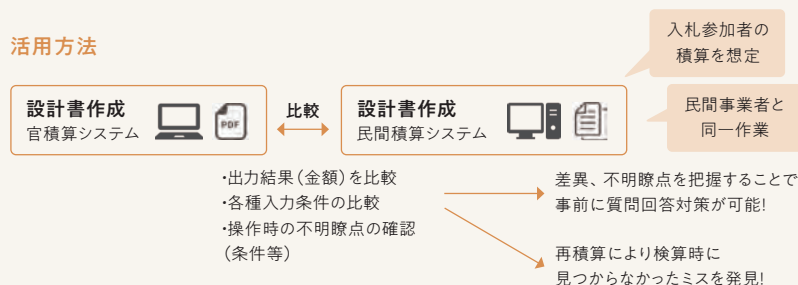 活用方法
入札参加者の
積算を想定
設計書作成
官積算システム
PDF
比較
設計書作成
民間積算システム
民間事業者と
同一作業
・出力結果(金額)を比較
・各種入力条件の比較
・操作時の不明瞭点の確認
(条件等)
差異、不明瞭点を把握することで
事前に質問回答対策が可能!
再積算により検算時に
見つからなかったミスを発見!